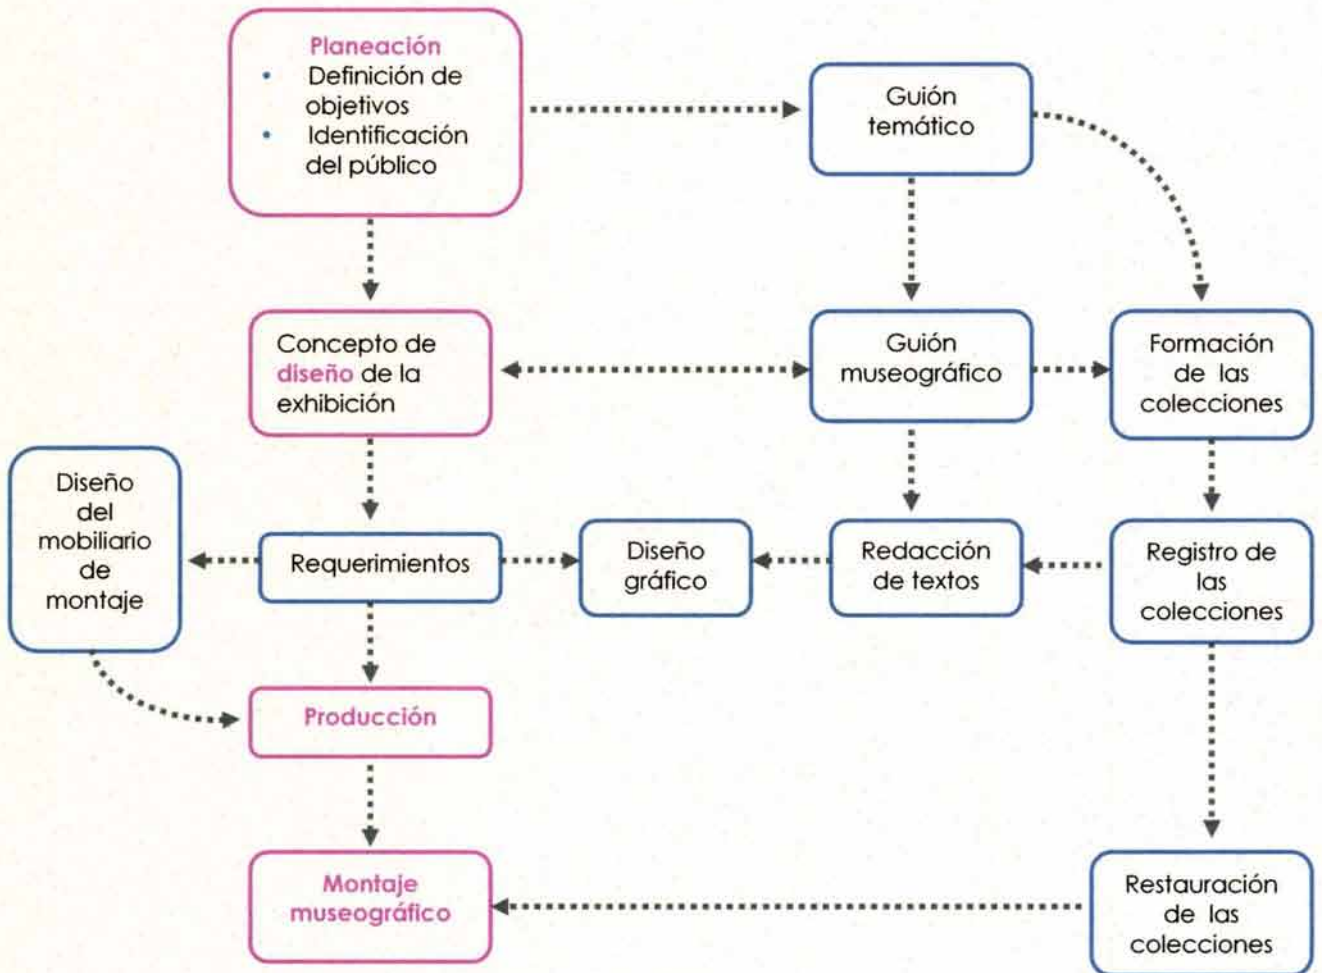 Planeación
• Definición de
objetivos
• Identificación
del público
Guión
temático
Concepto de
diseño de la
exhibición
Guión
museográfico
Formación
de las
colecciones
Diseño
del
mobiliario
de
montaje
Requerimientos
Diseño
gráfico
Redacción
de textos
Registro de
las
colecciones
Producción
Montaje
museográfico
Restauración
de las
colecciones